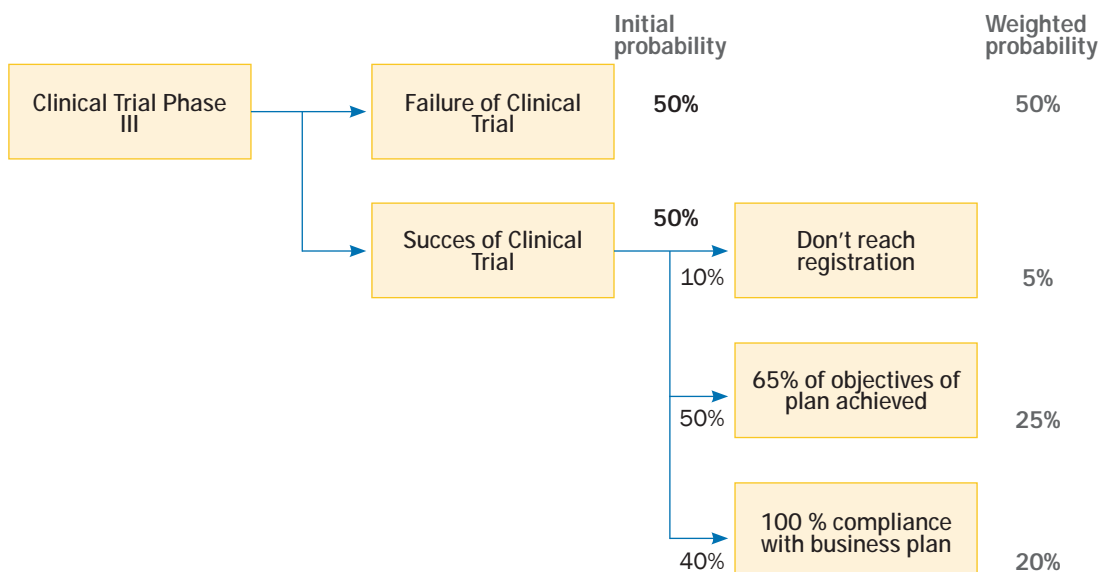 Initial
probability
Weighted
probability
Clinical Trial Phase
III
Failure of Clinical
Trial
50%
50%
Succes of Clinical
Trial
50%
10%
Don't reach
registration
5%
65% of objectives of
plan achieved
50%
25%
100 % compliance
with business plan
40%
20%